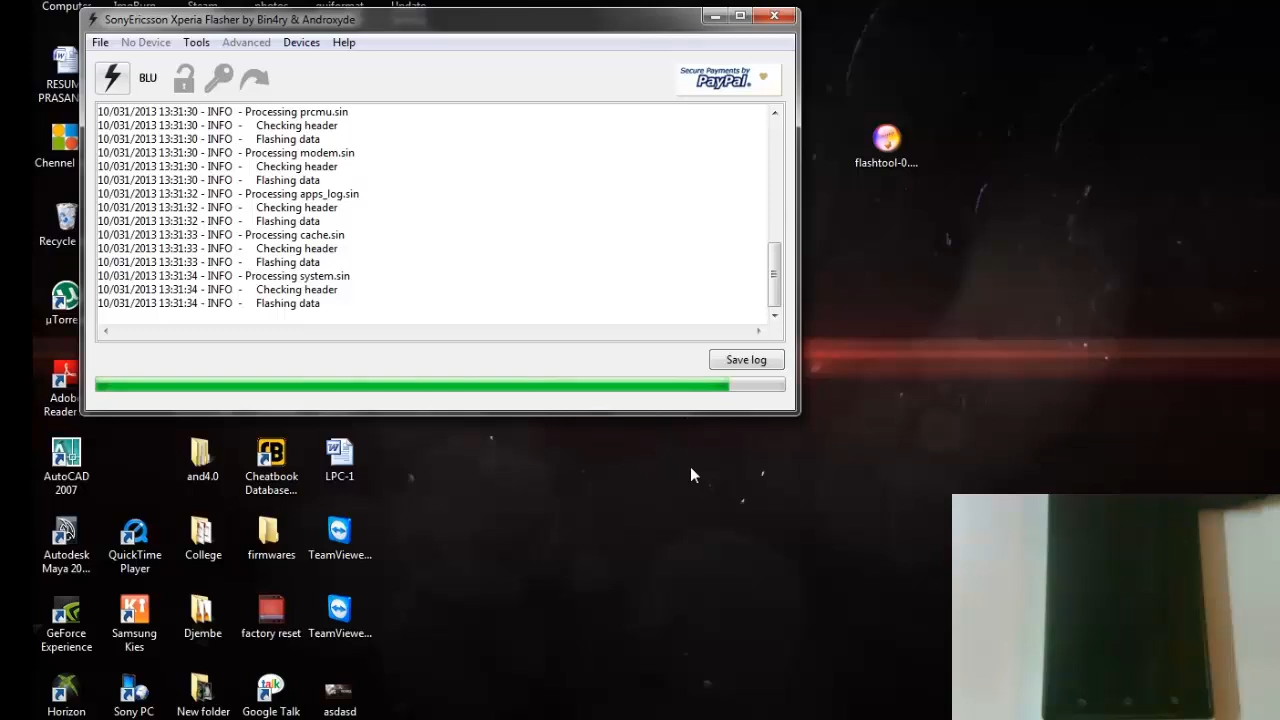 Computer ImgBurn Steam photos guiformat Update
SonyEricsson Xperia Flasher by Bin4ry & Androxyde
File No Device Tools Advanced Devices Help
BLU
Secure Payments by
PayPal.
10/031/2013 13:31:30 - INFO - Processing prcmu.sin
10/031/2013 13:31:30 - INFO - Checking header
10/031/2013 13:31:30 - INFO - Flashing data
10/031/2013 13:31:30 - INFO - Processing modem.sin
10/031/2013 13:31:30 - INFO - Checking header
10/031/2013 13:31:30 - INFO - Flashing data
10/031/2013 13:31:32 - INFO - Processing apps_log.sin
10/031/2013 13:31:32 - INFO - Checking header
10/031/2013 13:31:32 - INFO - Flashing data
10/031/2013 13:31:33 - INFO - Processing cache.sin
10/031/2013 13:31:33 - INFO - Checking header
10/031/2013 13:31:33 - INFO - Flashing data
10/031/2013 13:31:34 - INFO - Processing system.sin
10/031/2013 13:31:34 - INFO - Checking header
10/031/2013 13:31:34 - INFO - Flashing data
Save log
RESUM
PRASAN
Channel
Recycle
µTorre
Adob
Reader
flashtool-0....
AutoCAD
2007
and4.0
Cheatbook
Database...
LPC-1
Autodesk
Maya 20...
QuickTime
Player
College
firmwares
TeamViewe...
GeForce
Experience
Samsung
Kies
Djembe
factory reset
TeamViewe...
Horizon
Sony PC
New folder
talk
Google Talk
asdasd